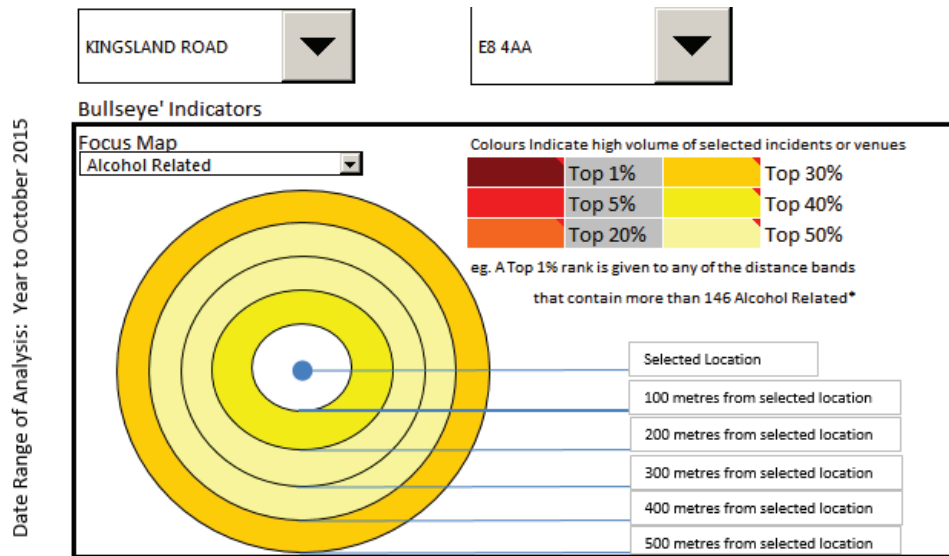 KINGSLAND ROAD
E8 4AA
Bullseye' Indicators
Date Range of Analysis: Year to October 2015
Focus Map
Alcohol Related
Colours Indicate high volume of selected incidents or venues
Top 1%
Top 30%
Top 5%
Top 40%
Top 20%
Top 50%
eg. A Top 1% rank is given to any of the distance bands
that contain more than 146 Alcohol Related*
Selected Location
100 metres from selected location
200 metres from selected location
300 metres from selected location
400 metres from selected location
500 metres from selected location